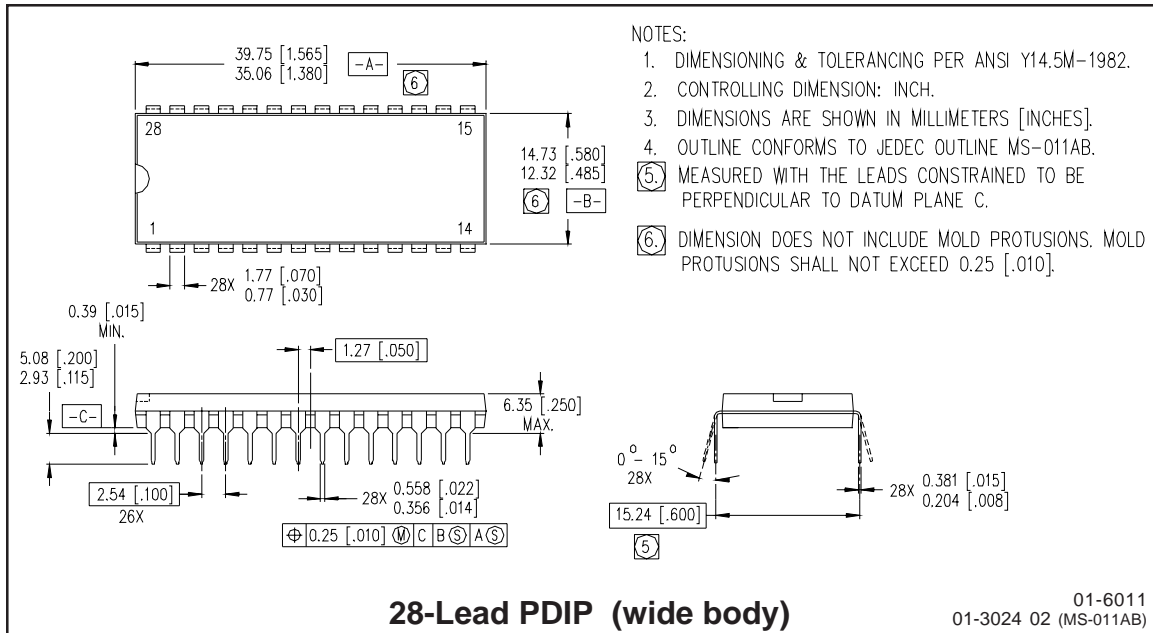 39.75 [1.565]
35.06 [1.380]
-A-
6
28
15
1
14
14.73 [.580]
12.32 [.485]
6
-B-
28X
1.77 [.070]
0.77 [.030]
NOTES:
1. DIMENSIONING & TOLERANCING PER ANSI Y14.5M-1982.
2. CONTROLLING DIMENSION: INCH.
3. DIMENSIONS ARE SHOWN IN MILLIMETERS [INCHES].
4. OUTLINE CONFORMS TO JEDEC OUTLINE MS-011AB.
5. MEASURED WITH THE LEADS CONSTRAINED TO BE
PERPENDICULAR TO DATUM PLANE C.
6. DIMENSION DOES NOT INCLUDE MOLD PROTUSIONS. MOLD
PROTUSIONS SHALL NOT EXCEED 0.25 [.010].
0.39 [.015]
MIN.
5.08 [.200]
2.93 [.115]
-C-
1.27 [.050]
6.35 [.250]
MAX.
2.54 [.100]
26X
28X
0.558 [.022]
0.356 [.014]
⌖ 0.25 [.010] Ⓜ C B Ⓢ A Ⓢ
0° - 15°
28X
28X
0.381 [.015]
0.204 [.008]
15.24 [.600]
5
28-Lead PDIP (wide body)
01-6011
01-3024 02 (MS-011AB)